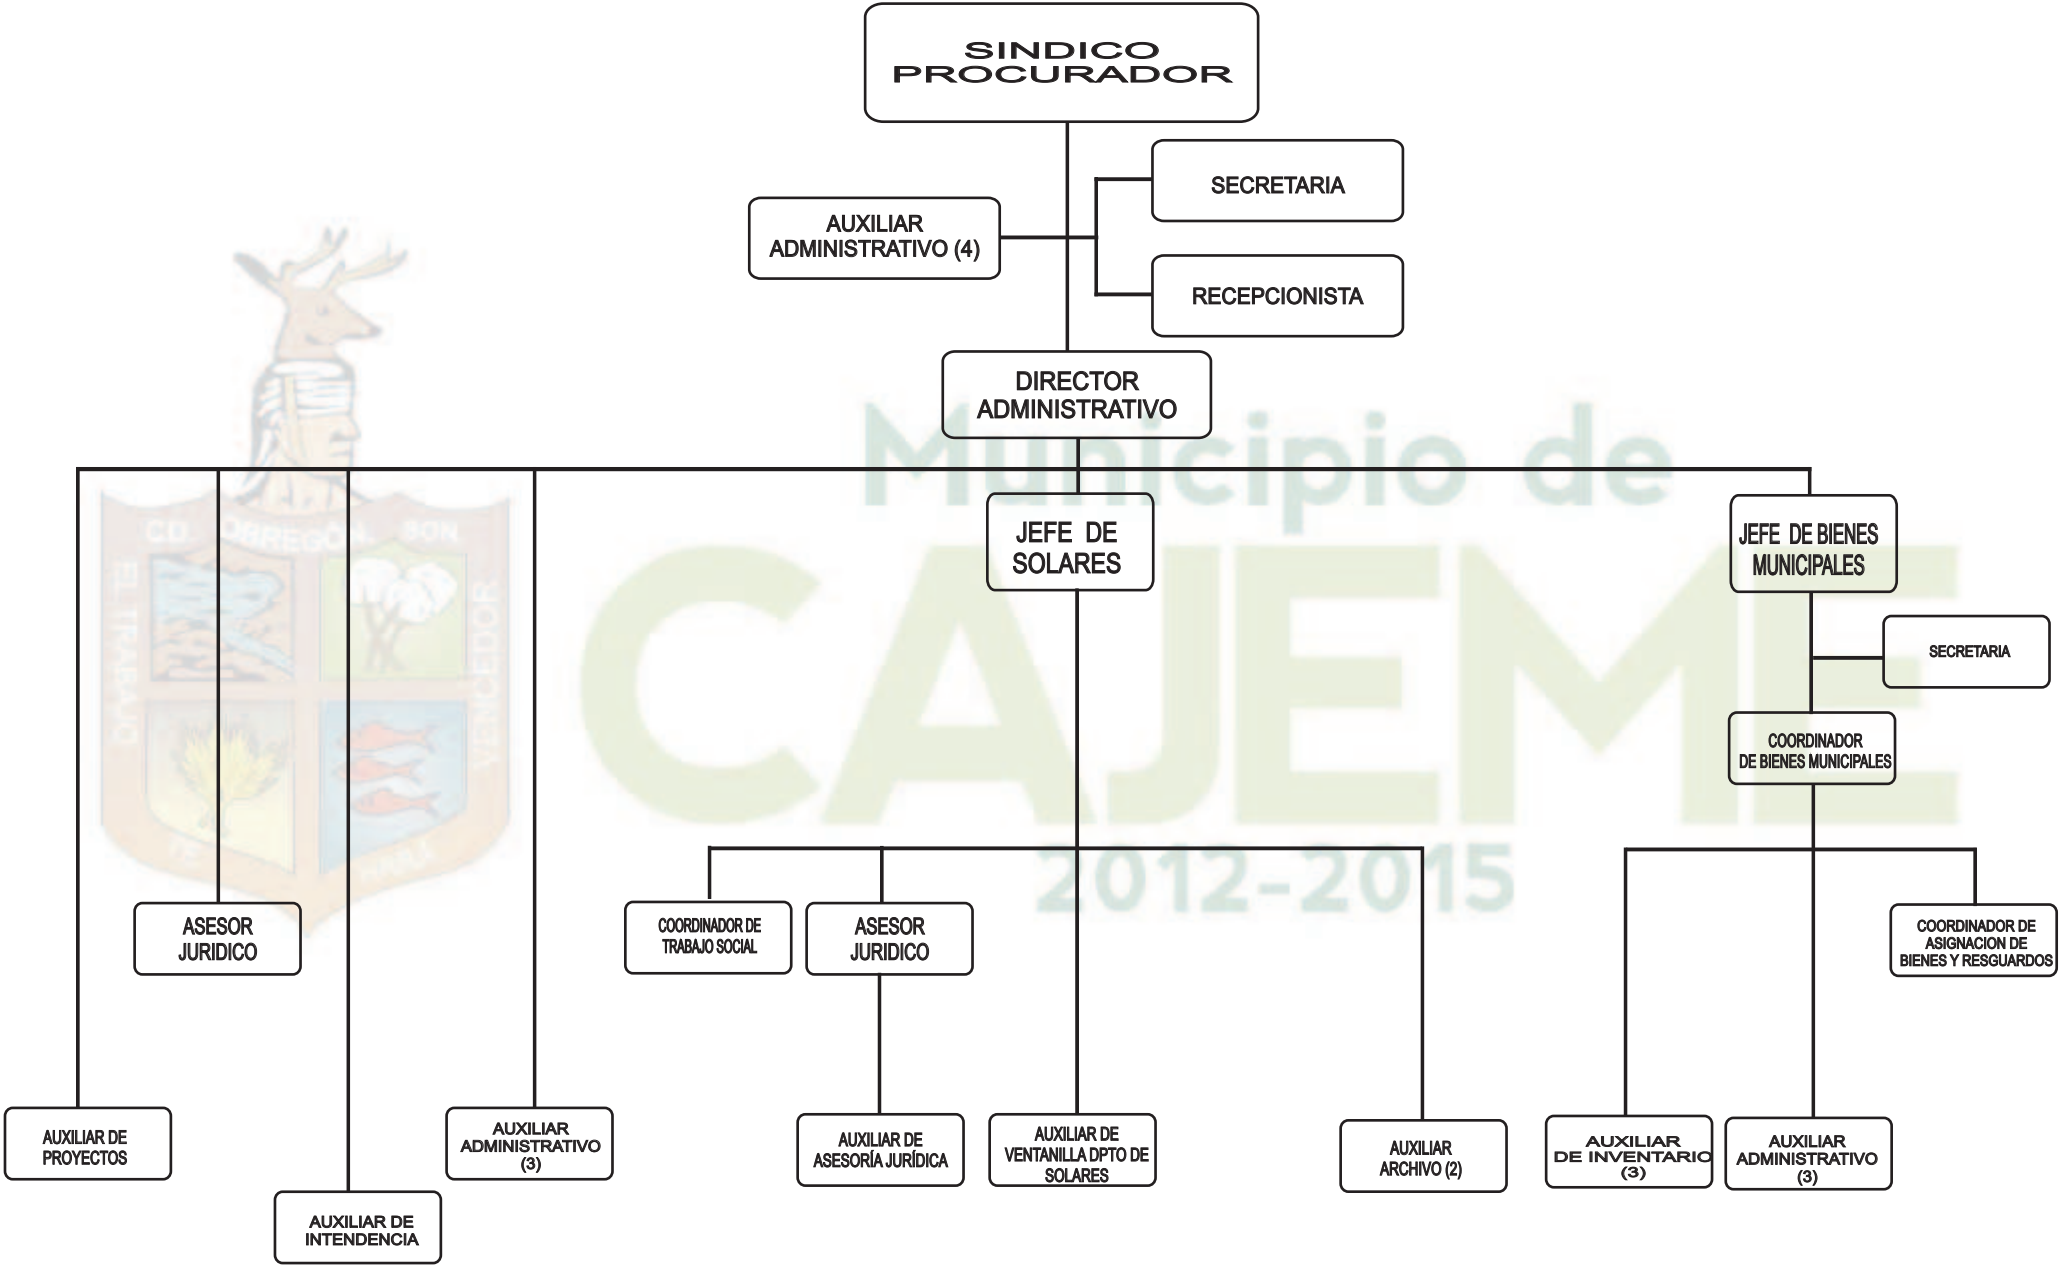 SINDICO
PROCURADOR
SECRETARIA
AUXILIAR
ADMINISTRATIVO (4)
RECEPCIONISTA
DIRECTOR
ADMINISTRATIVO
Municipio de
CAJEME
2012-2015
CD. OBREGÓN, SON
EL TRABAJO
VENCEDOR
JEFE DE
SOLARES
JEFE DE BIENES
MUNICIPALES
SECRETARIA
COORDINADOR
DE BIENES MUNICIPALES
ASESOR
JURIDICO
COORDINADOR DE
TRABAJO SOCIAL
ASESOR
JURIDICO
COORDINADOR DE
ASIGNACION DE
BIENES Y RESGUARDOS
AUXILIAR DE
PROYECTOS
AUXILIAR
ADMINISTRATIVO
(3)
AUXILIAR DE
ASESORÍA JURÍDICA
AUXILIAR DE
VENTANILLA DPTO DE
SOLARES
AUXILIAR
ARCHIVO (2)
AUXILIAR
DE INVENTARIO
(3)
AUXILIAR
ADMINISTRATIVO
(3)
AUXILIAR DE
INTENDENCIA